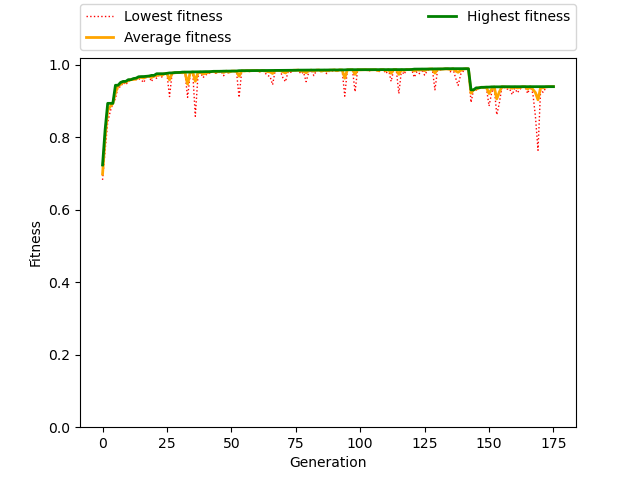 Lowest fitness
Average fitness
Highest fitness
1.0
0.8
0.6
0.4
0.2
0.0
Fitness
0 25 50 75 100 125 150 175
Generation